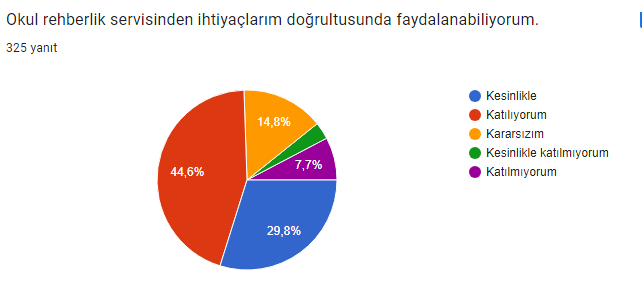 Okul rehberlik servisinden ihtiyaçlarım doğrultusunda faydalanabiliyorum.
325 yanıt
Kesinlikle
Katılıyorum
Kararsızım
Kesinlikle katılmıyorum
Katılmıyorum
14,8%
44,6%
7,7%
29,8%